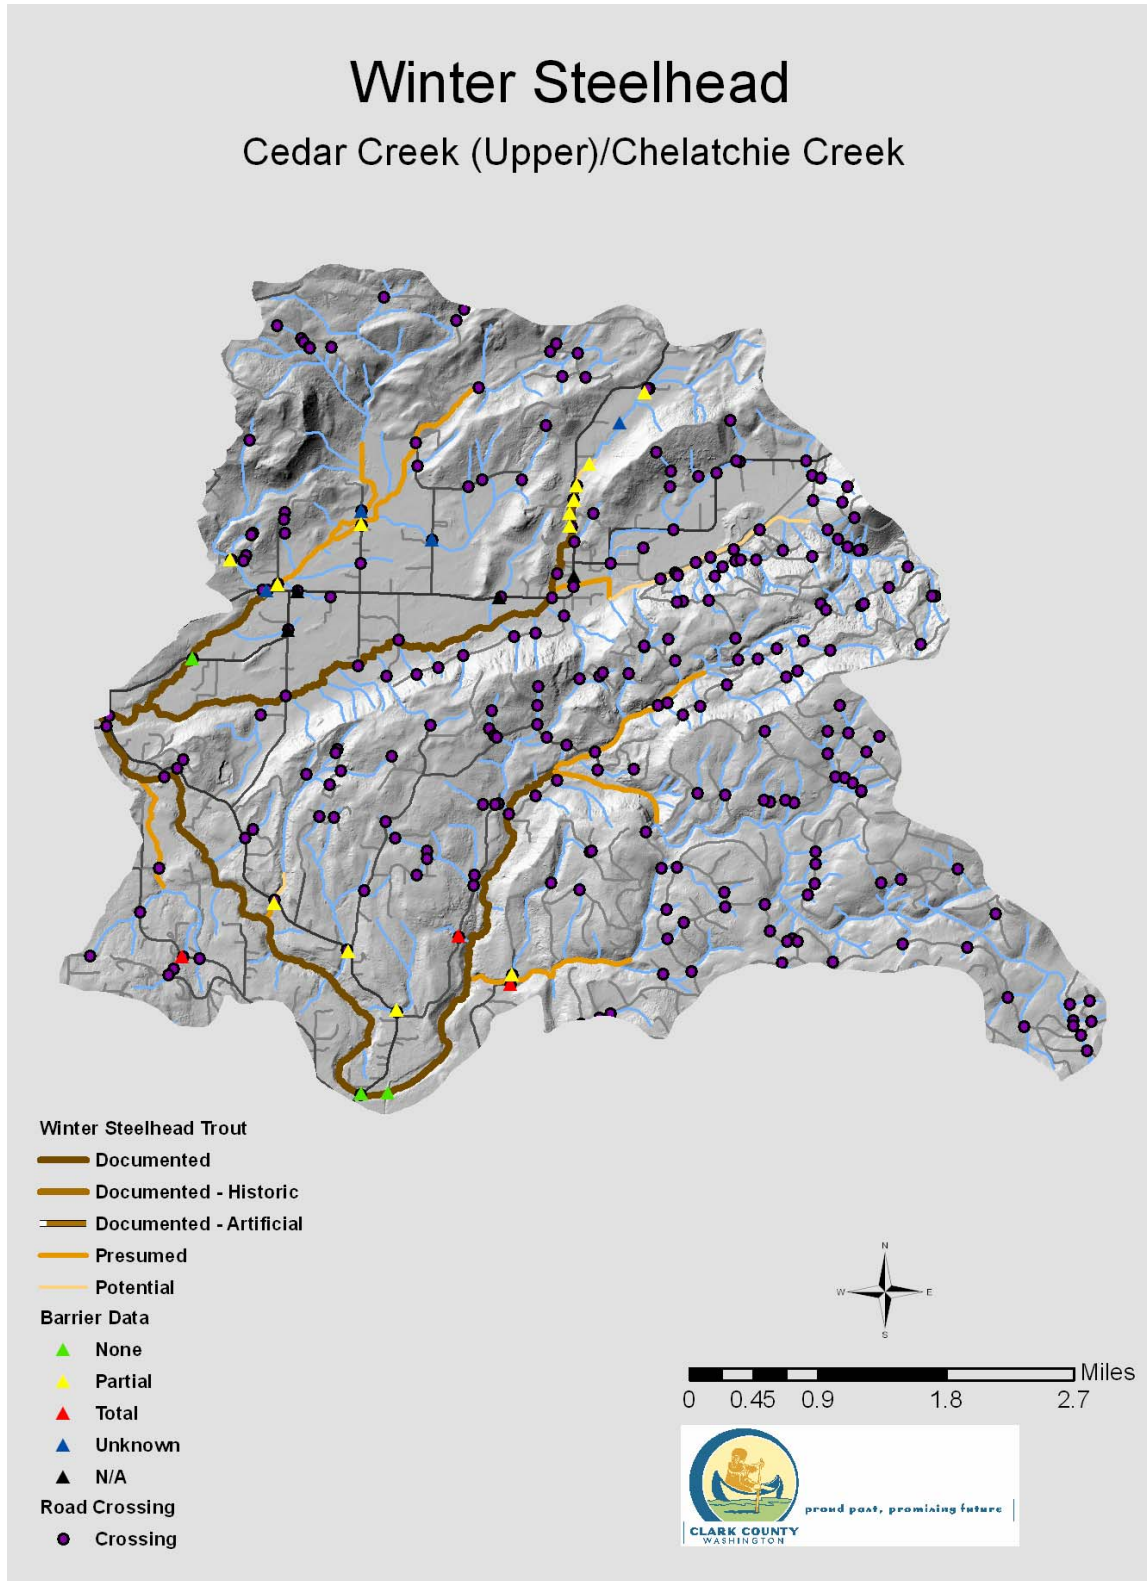 Winter Steelhead
Cedar Creek (Upper)/Chelatchie Creek
Winter Steelhead Trout
Documented
Documented - Historic
Documented - Artificial
Presumed
Potential
Barrier Data
None
Partial
Total
Unknown
N/A
Road Crossing
Crossing
N
W E
S
Miles
0 0.45 0.9 1.8 2.7
proud past, promising future
CLARK COUNTY
WASHINGTON